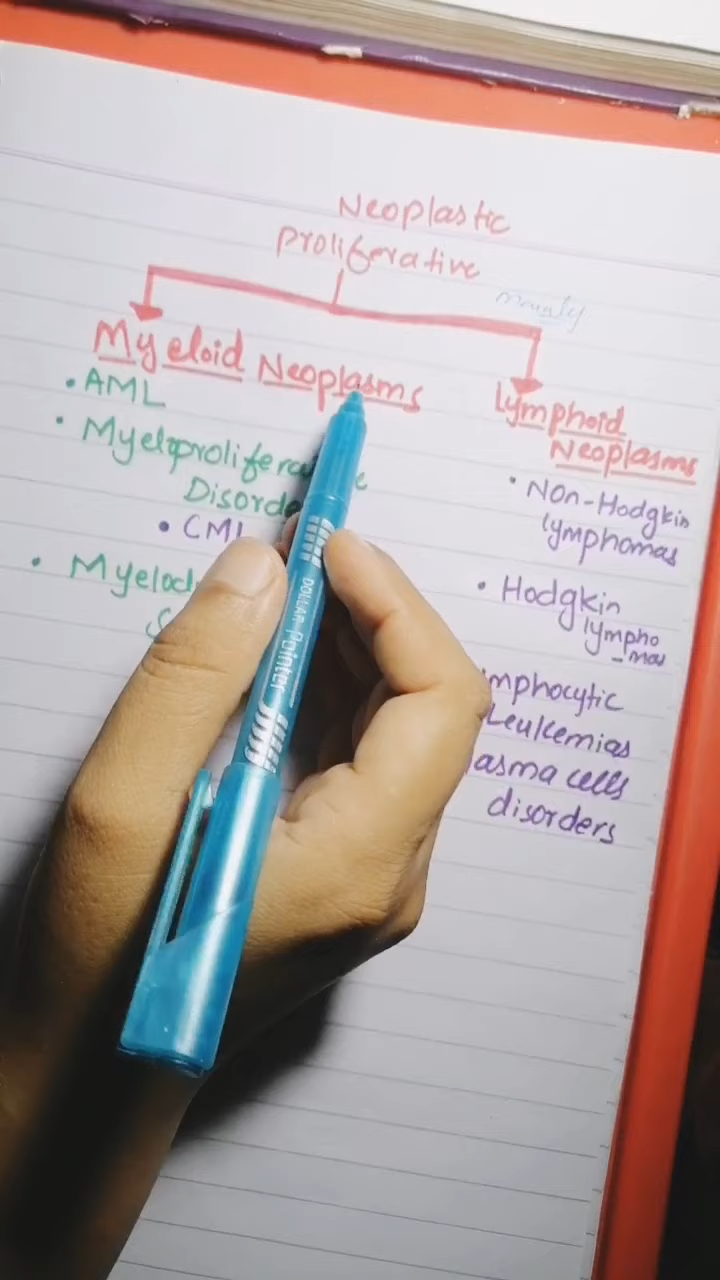 Neoplastic
proliferative
mainly
Myeloid Neoplasms
• AML
• Myeloproliferative
Disorde
• CML
• Myelod
S
Lymphoid
Neoplasms
• NON-Hodgkin
lymphomas
• Hodgkin
lympho
-mas
mphocytic
Leukemias
asma cells
disorders
DOLLAR Pointer